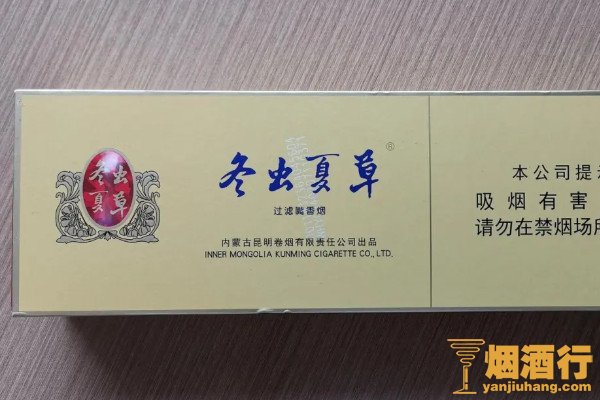 冬虫
夏草
冬虫夏草®
过滤嘴香烟
内蒙古昆明卷烟有限责任公司出品
INNER MONGOLIA KUNMING CIGARETTE CO., LTD.
本公司提
吸烟有害
请勿在禁烟场
烟酒行
yanjiuhang.com